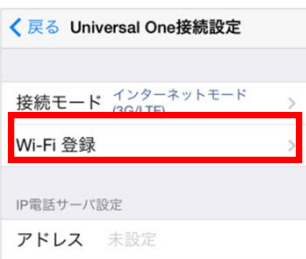 戻る Universal One接続設定
接続モード インターネットモード
(3G/LTE)
Wi-Fi 登録
IP電話サーバ設定
アドレス 未設定